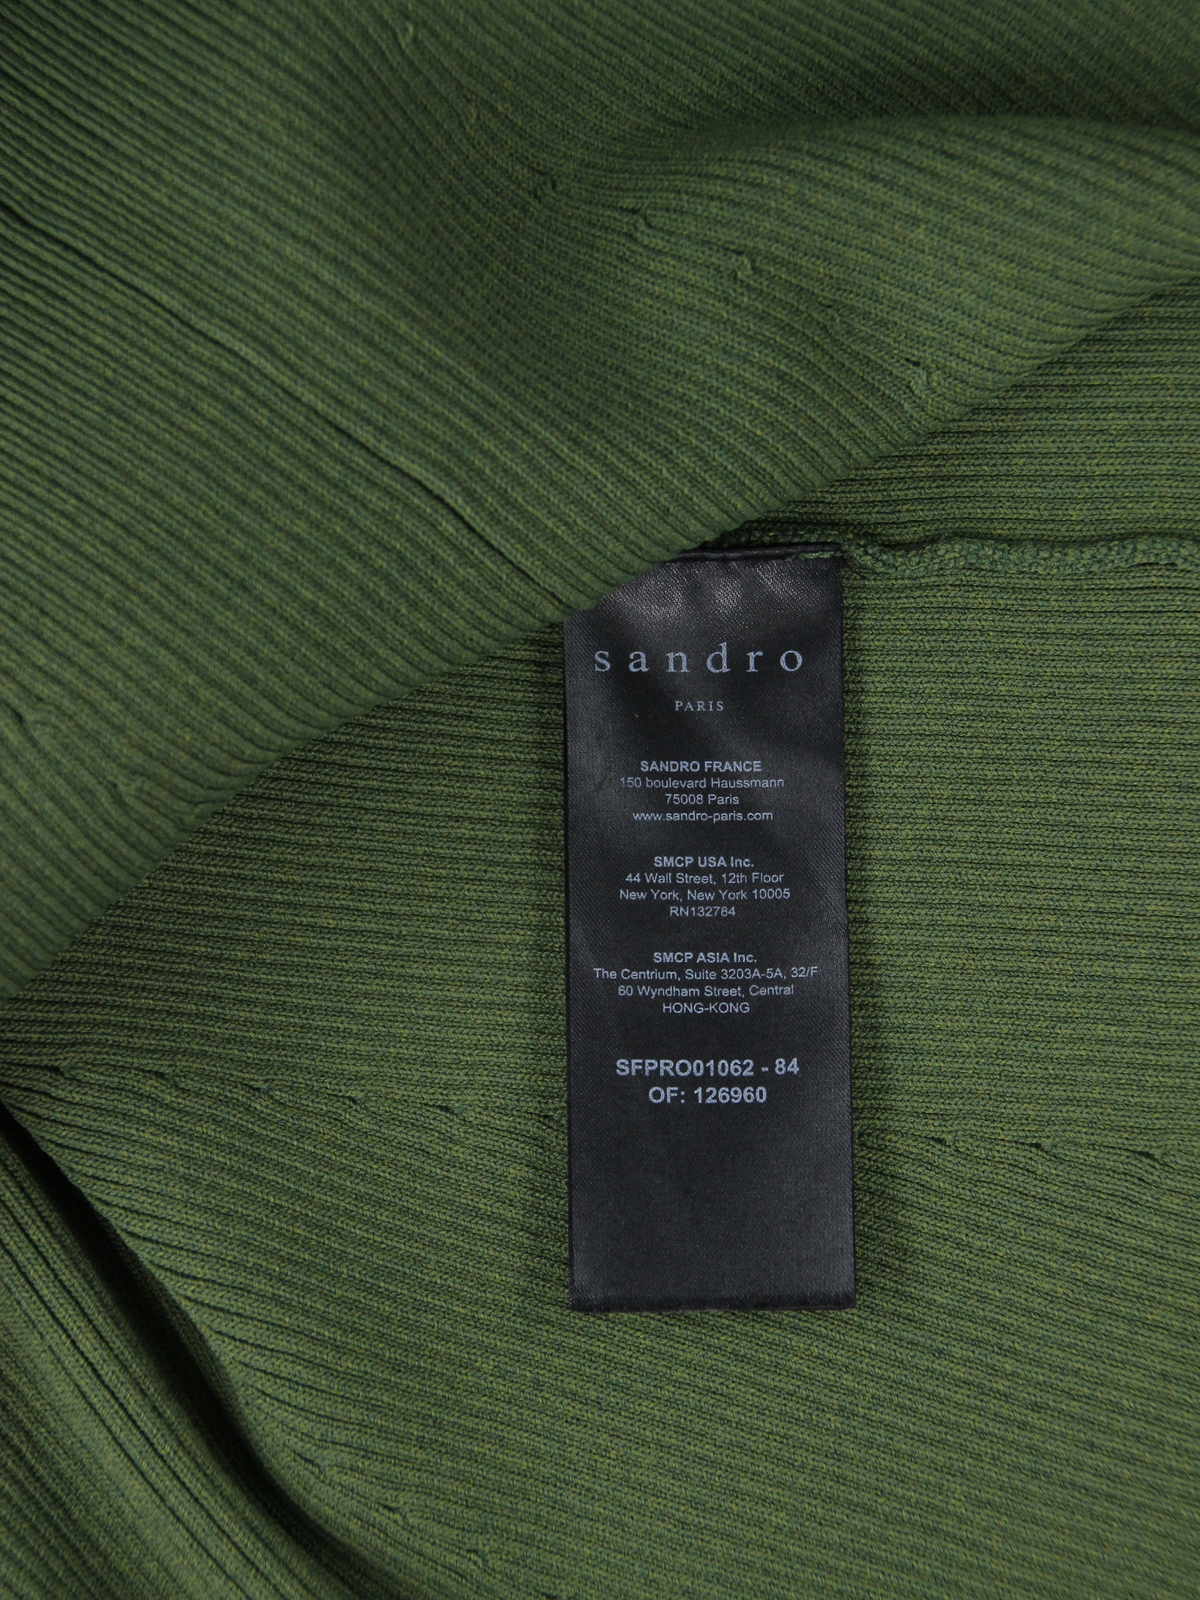 sandro
PARIS
SANDRO FRANCE
150 boulevard Haussmann
75008 Paris
www.sandro-paris.com
SMCP USA Inc.
44 Wall Street, 12th Floor
New York, New York 10005
RN132784
SMCP ASIA Inc.
The Centrium, Suite 3203A-5A, 32/F
60 Wyndham Street, Central
HONG-KONG
SFPRO01062 - 84
OF: 126960